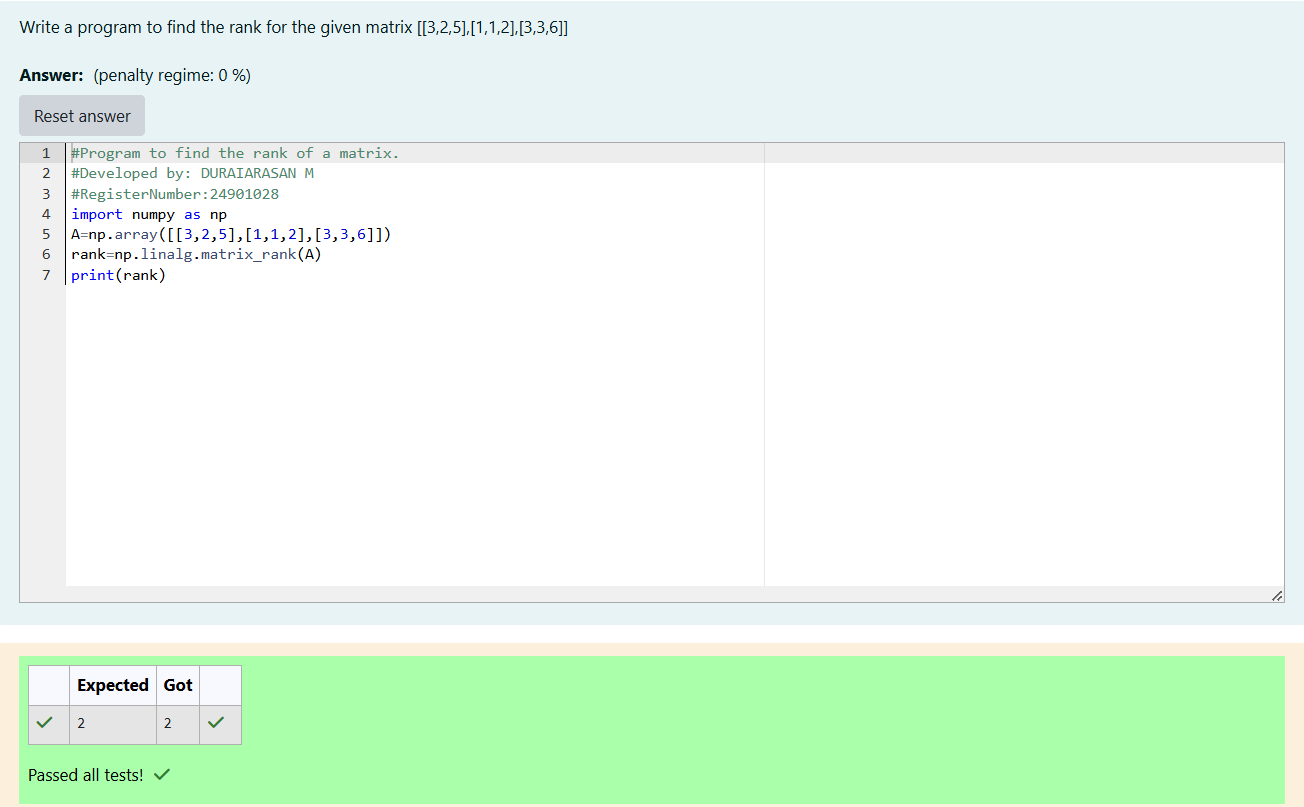 Write a program to find the rank for the given matrix [[3,2,5],[1,1,2],[3,3,6]]
Answer: (penalty regime: 0 %)
Reset answer
1 #Program to find the rank of a matrix.
2 #Developed by: DURAIARASAN M
3 #RegisterNumber:24901028
4 import numpy as np
5 A=np.array([[3,2,5],[1,1,2],[3,3,6]])
6 rank=np.linalg.matrix_rank(A)
7 print(rank)
Expected Got
2 2
Passed all tests!